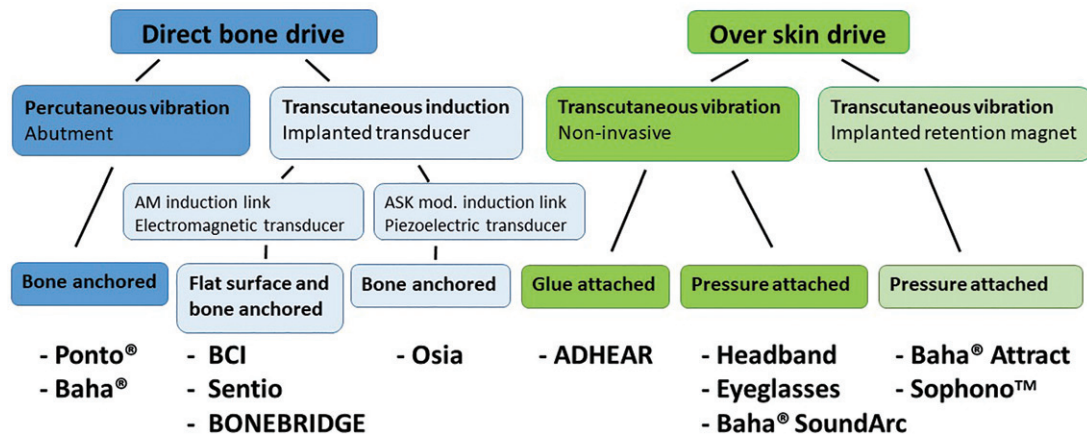 Direct bone drive
Over skin drive
Percutaneous vibration
Abutment
Transcutaneous induction
Implanted transducer
Transcutaneous vibration
Non-invasive
Transcutaneous vibration
Implanted retention magnet
AM induction link
Electromagnetic transducer
ASK mod. induction link
Piezoelectric transducer
Bone anchored
Flat surface and
bone anchored
Bone anchored
Glue attached
Pressure attached
Pressure attached
- Ponto®
- Baha®
- BCI
- Sentio
- BONEBRIDGE
- Osia
- ADHEAR
- Headband
- Eyeglasses
- Baha® SoundArc
- Baha® Attract
- Sophono™